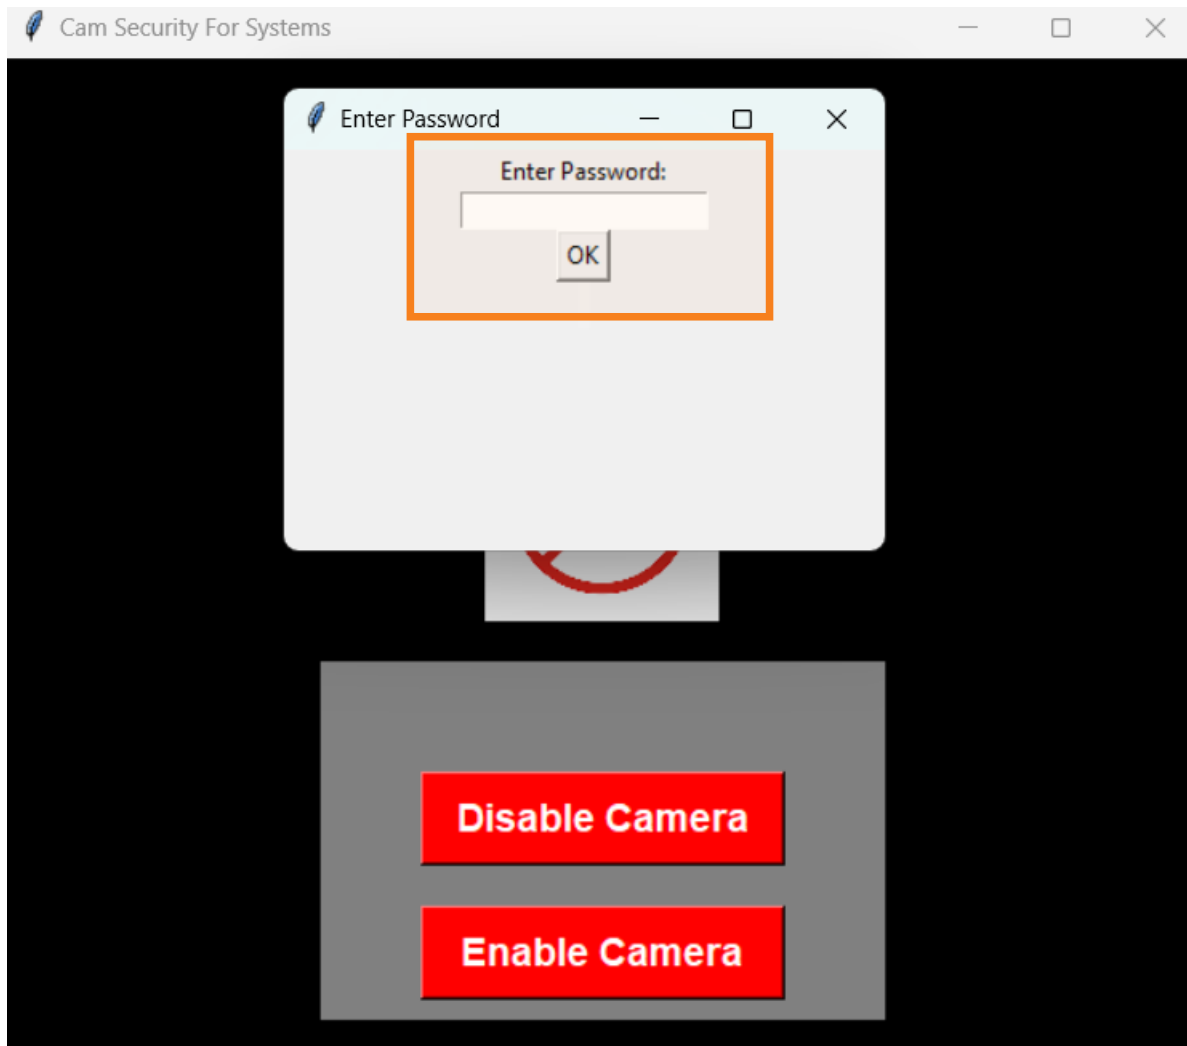 Cam Security For Systems
Enter Password
Enter Password:
OK
Disable Camera
Enable Camera